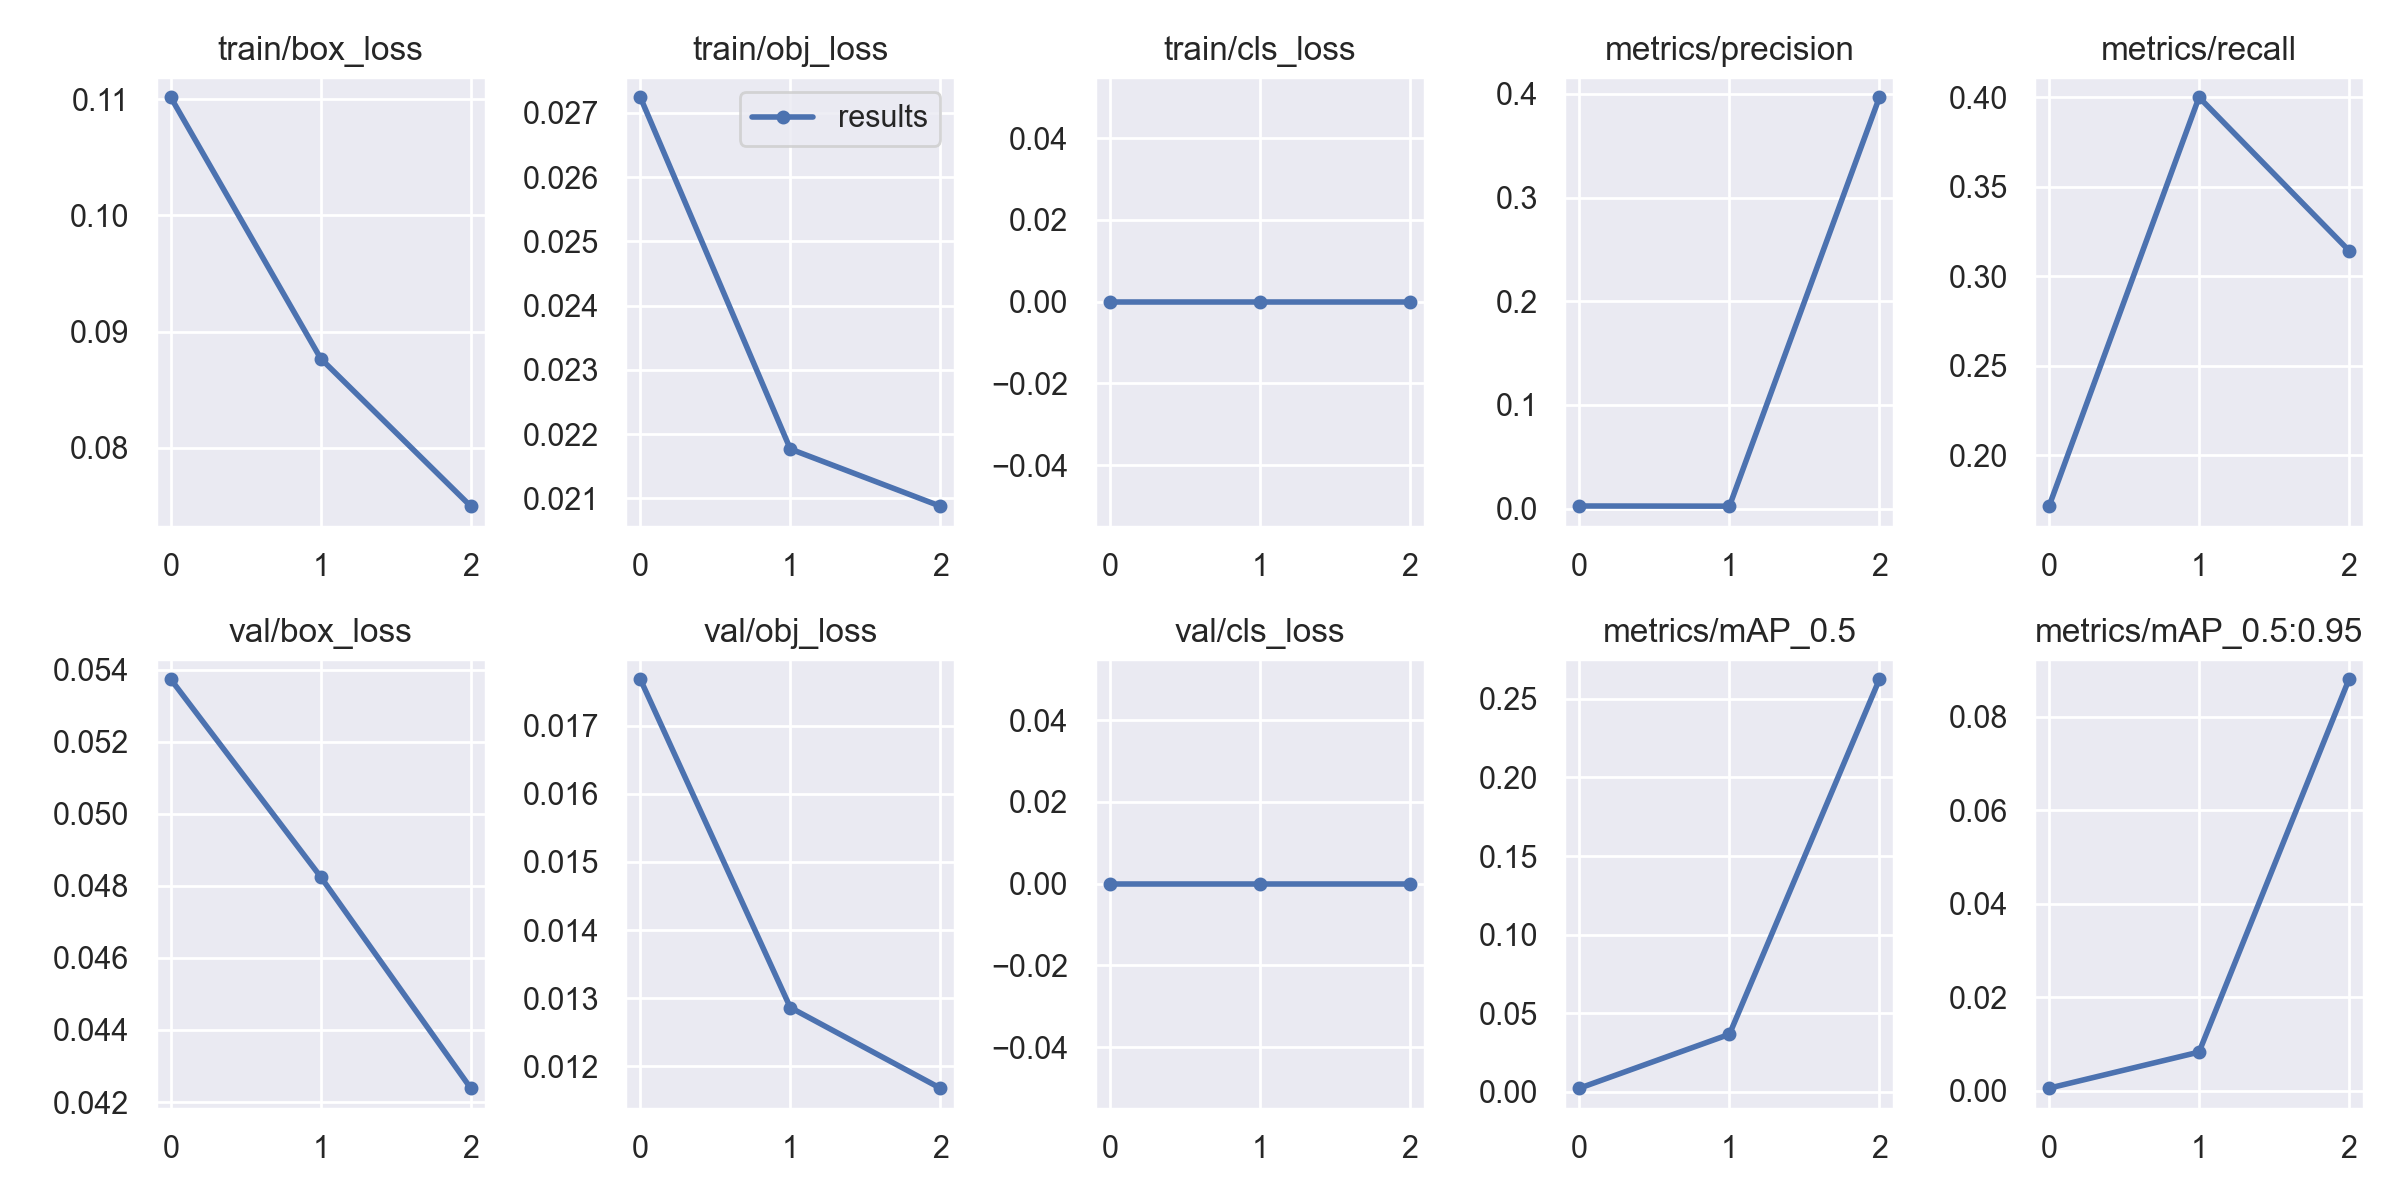 train/box_loss
0.11
0.10
0.09
0.08
0 1 2
train/obj_loss
results
0.027
0.026
0.025
0.024
0.023
0.022
0.021
0 1 2
train/cls_loss
0.04
0.02
0.00
−0.02
−0.04
0 1 2
metrics/precision
0.4
0.3
0.2
0.1
0.0
0 1 2
metrics/recall
0.40
0.35
0.30
0.25
0.20
0 1 2
val/box_loss
0.054
0.052
0.050
0.048
0.046
0.044
0.042
0 1 2
val/obj_loss
0.017
0.016
0.015
0.014
0.013
0.012
0 1 2
val/cls_loss
0.04
0.02
0.00
−0.02
−0.04
0 1 2
metrics/mAP_0.5
0.25
0.20
0.15
0.10
0.05
0.00
0 1 2
metrics/mAP_0.5:0.95
0.08
0.06
0.04
0.02
0.00
0 1 2